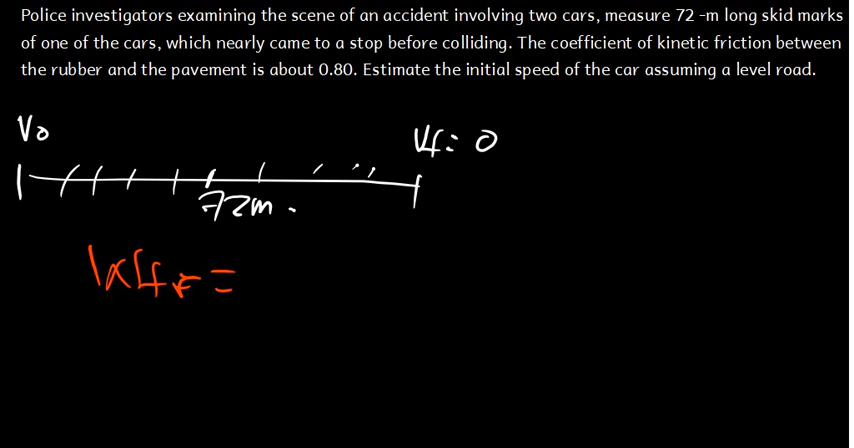 Police investigators examining the scene of an accident involving two cars, measure 72 -m long skid marks
of one of the cars, which nearly came to a stop before colliding. The coefficient of kinetic friction between
the rubber and the pavement is about 0.80. Estimate the initial speed of the car assuming a level road.
Vo
Vf = 0
72m.